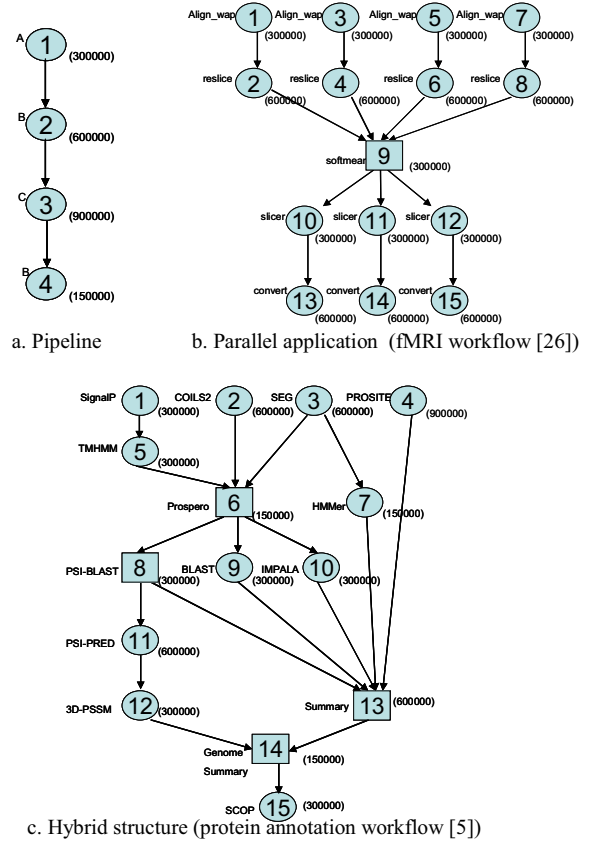 A 1 (300000)
B 2 (600000)
C 3 (900000)
B 4 (150000)
a. Pipeline
Align_wap 1 (300000) Align_wap 3 (300000) Align_wap 5 (300000) Align_wap 7 (300000)
reslice 2 (600000) reslice 4 (600000) reslice 6 (600000) reslice 8 (600000)
softmean 9 (300000)
slicer 10 (300000) slicer 11 (300000) slicer 12 (300000)
convert 13 (600000) convert 14 (600000) convert 15 (600000)
b. Parallel application (fMRI workflow [26])
SignalP 1 (300000) COILS2 2 (600000) SEG 3 (600000) PROSITE 4 (900000)
TMHMM 5 (300000)
Prospero 6 (150000) HMMer 7 (150000)
PSI-BLAST 8 (300000) BLAST 9 (300000) IMPALA 10 (300000)
PSI-PRED 11 (600000)
3D-PSSM 12 (300000) Summary 13 (600000)
Genome Summary 14 (150000)
SCOP 15 (300000)
c. Hybrid structure (protein annotation workflow [5])